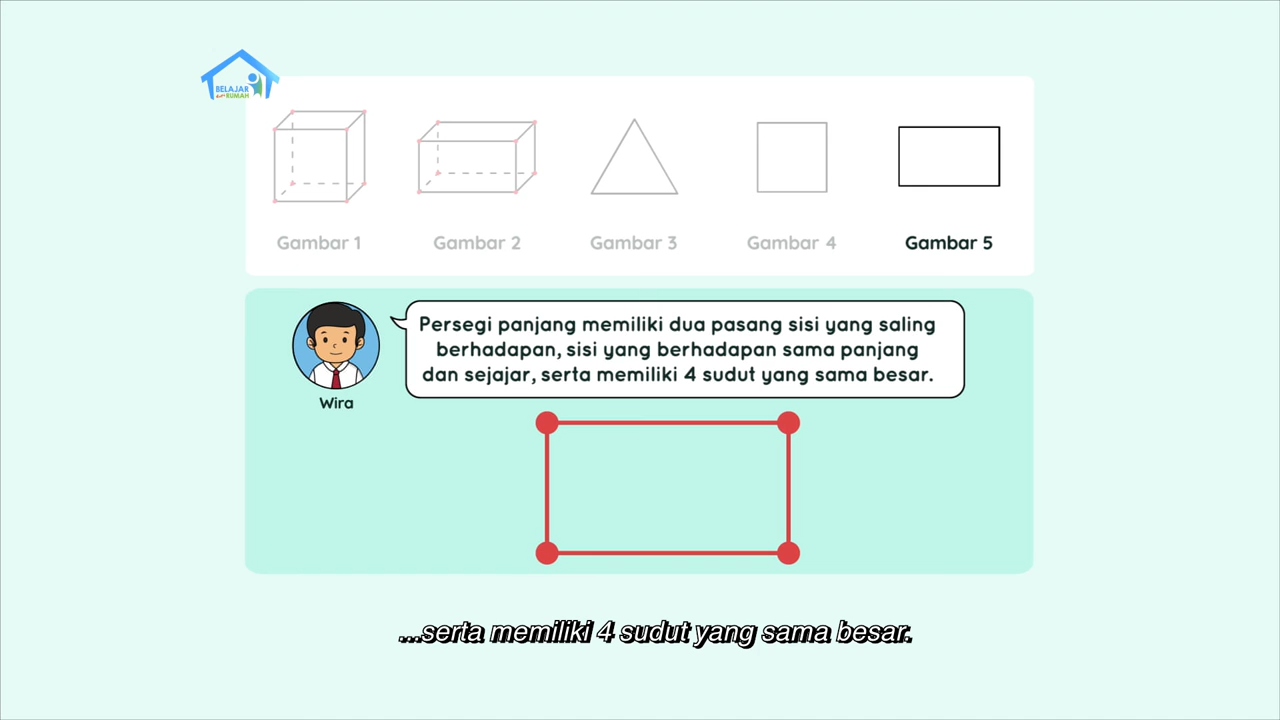 BELAJAR
dari RUMAH
Gambar 1
Gambar 2
Gambar 3
Gambar 4
Gambar 5
Persegi panjang memiliki dua pasang sisi yang saling
berhadapan, sisi yang berhadapan sama panjang
dan sejajar, serta memiliki 4 sudut yang sama besar.
Wira
...serta memiliki 4 sudut yang sama besar.